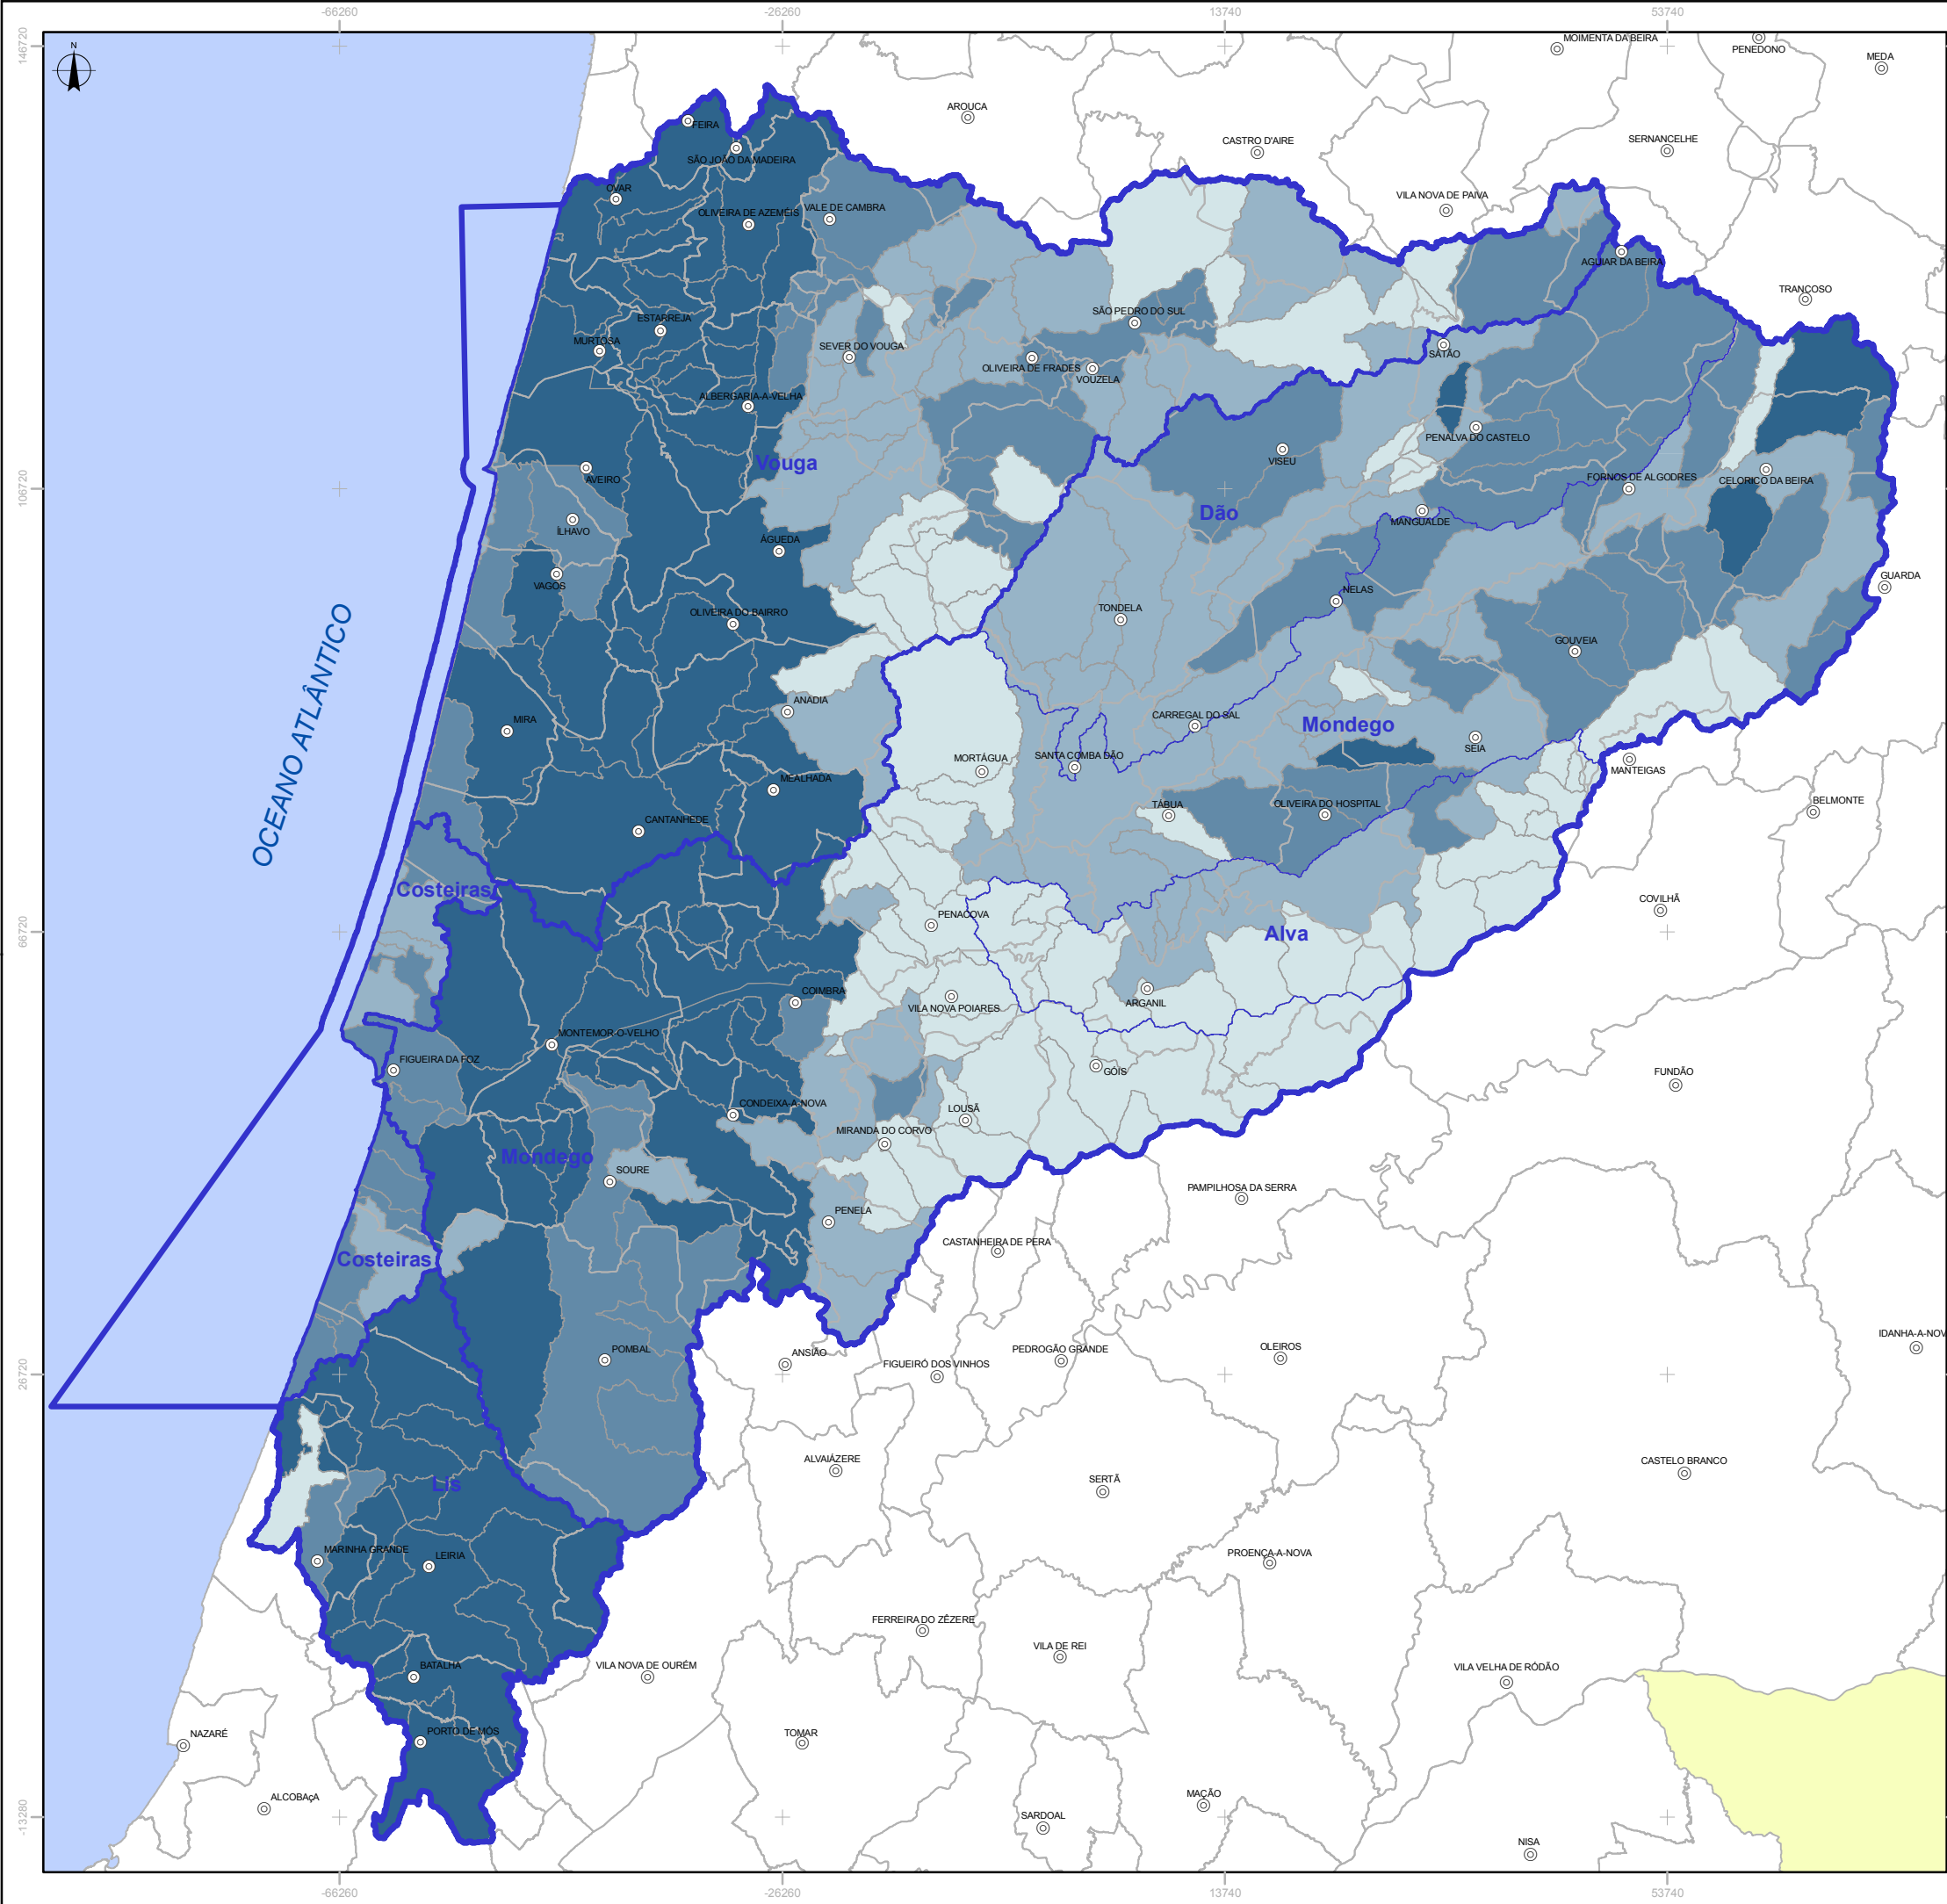 -66260
-26260
13740
53740
146720
N
MOIMENTA DA BEIRA
PENEDONO
MEDA
AROUCA
FEIRA
CASTRO D'AIRE
SERNANCELHE
SÃO JOÃO DA MADEIRA
OVAR
VILA NOVA DE PAIVA
OLIVEIRA DE AZEMÉIS
VALE DE CAMBRA
AGUIAR DA BEIRA
TRANCOSO
SÃO PEDRO DO SUL
ESTARREJA
MURTOSA
SEVER DO VOUGA
OLIVEIRA DE FRADES
VOUZELA
SÁTÃO
ALBERGARIA-A-VELHA
PENALVA DO CASTELO
Vouga
VISEU
AVEIRO
FORNOS DE ALGODRES
CELORICO DA BEIRA
106720
Dão
MANGUALDE
ÍLHAVO
ÁGUEDA
VAGOS
GUARDA
NELAS
OLIVEIRA DO BAIRRO
TONDELA
GOUVEIA
OCEANO ATLÂNTICO
ANADIA
MIRA
CARREGAL DO SAL
Mondego
SEIA
MORTÁGUA
SANTA COMBA DÃO
MANTEIGAS
MEALHADA
BELMONTE
TÁBUA
OLIVEIRA DO HOSPITAL
CANTANHEDE
Costeiras
COVILHÃ
PENACOVA
66720
Alva
COIMBRA
VILA NOVA POIARES
ARGANIL
MONTEMOR-O-VELHO
FIGUEIRA DA FOZ
GÓIS
FUNDÃO
CONDEIXA-A-NOVA
LOUSÃ
MIRANDA DO CORVO
Mondego
SOURE
PAMPILHOSA DA SERRA
PENELA
CASTANHEIRA DE PERA
Costeiras
IDANHA-A-NOV
POMBAL
ANSIÃO
FIGUEIRÓ DOS VINHOS
PEDROGÃO GRANDE
OLEIROS
26720
ALVAIÁZERE
CASTELO BRANCO
SERTÃ
Lis
MARINHA GRANDE
LEIRIA
PROENÇA-A-NOVA
FERREIRA DO ZÊZERE
VILA DE REI
BATALHA
VILA NOVA DE OURÉM
VILA VELHA DE RÓDÃO
NAZARÉ
PORTO DE MÓS
TOMAR
ALCOBAçA
MAÇÃO
SARDOAL
-13280
NISA
-66260
-26260
13740
53740